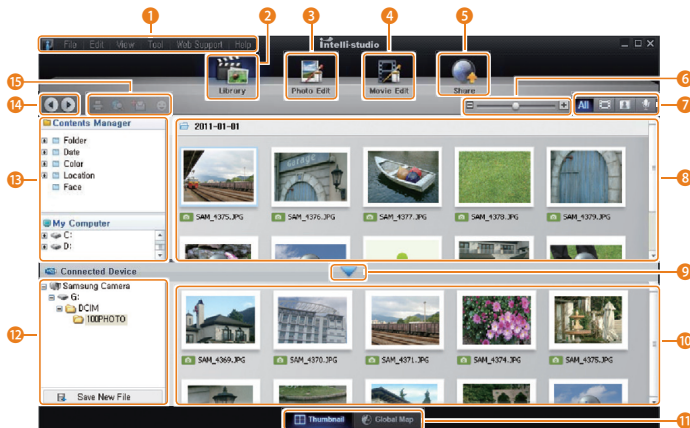 1 2 3 4 5
File Edit View Tool Web Support Help
intelli-studio
Library Photo Edit Movie Edit Share
15 6
14 All 7
Contents Manager
2011-01-01
Folder
Date
Color
Location
Face
13 8
SAM_4375.JPG SAM_4376.JPG SAM_4377.JPG SAM_4378.JPG SAM_4379.JPG
My Computer
C:
D:
Connected Device 9
Samsung Camera
G:
DCIM
100PHOTO
12 10
SAM_4369.JPG SAM_4370.JPG SAM_4371.JPG SAM_4374.JPG SAM_4375.JPG
Save New File
Thumbnail Global Map 11